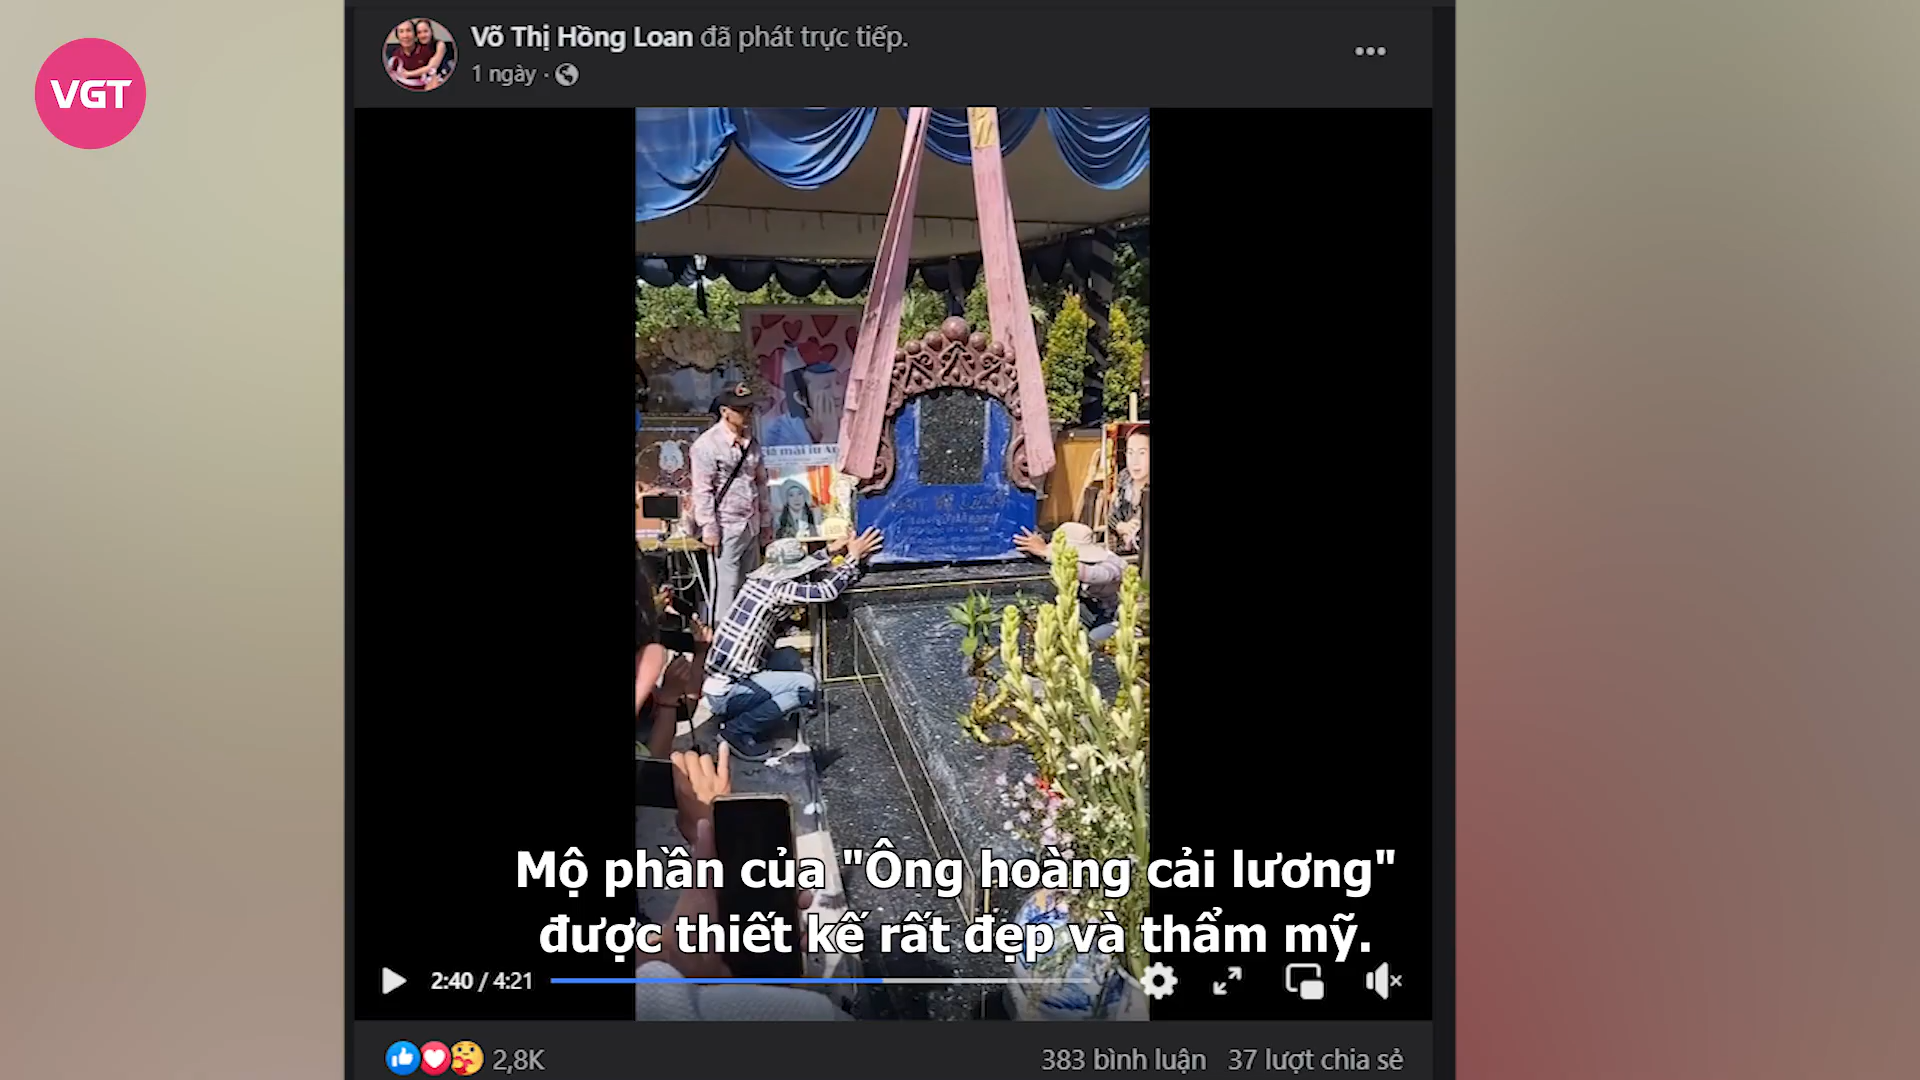 VGT
Võ Thị Hồng Loan đã phát trực tiếp.
1 ngày ·
Mộ phần của "Ông hoàng cải lương"
được thiết kế rất đẹp và thẩm mỹ.
2:40 / 4:21
2,8K
383 bình luận 37 lượt chia sẻ